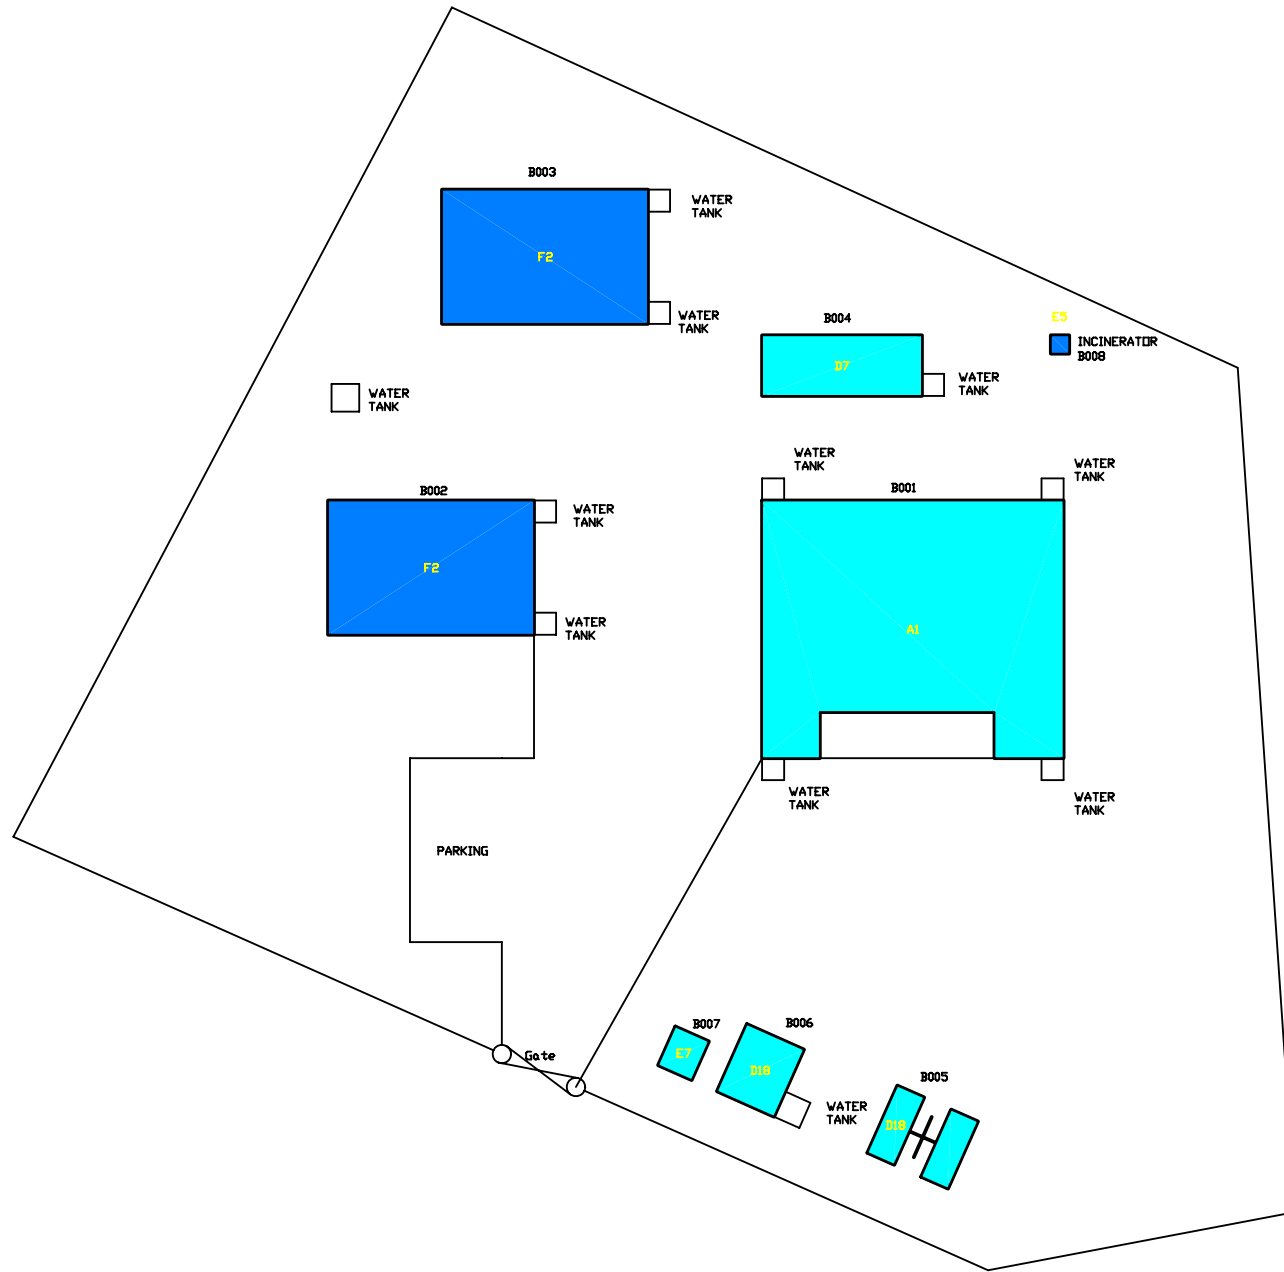 B003
WATER
TANK
F2
WATER
TANK
B004
E5
INCINERATOR
B008
D7
WATER
TANK
WATER
TANK
WATER
TANK
WATER
TANK
B002
B001
WATER
TANK
F2
WATER
TANK
A1
WATER
TANK
WATER
TANK
PARKING
Gate
B007
B006
E7
D18
B005
WATER
TANK
D18